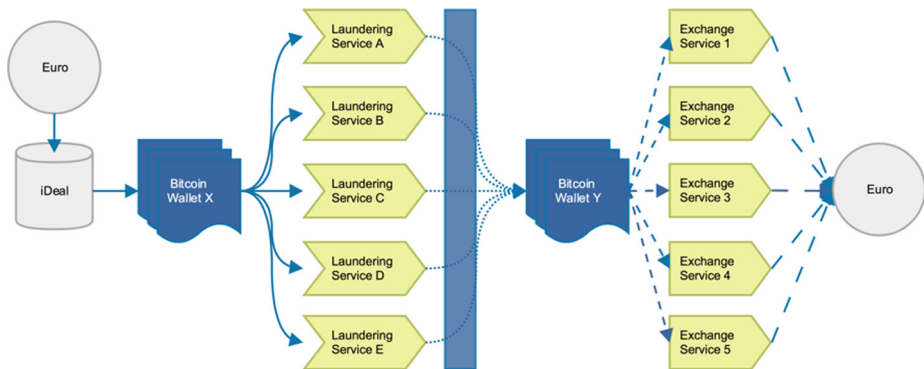 Euro
iDeal
Bitcoin
Wallet X
Laundering
Service A
Laundering
Service B
Laundering
Service C
Laundering
Service D
Laundering
Service E
Bitcoin
Wallet Y
Exchange
Service 1
Exchange
Service 2
Exchange
Service 3
Exchange
Service 4
Exchange
Service 5
Euro